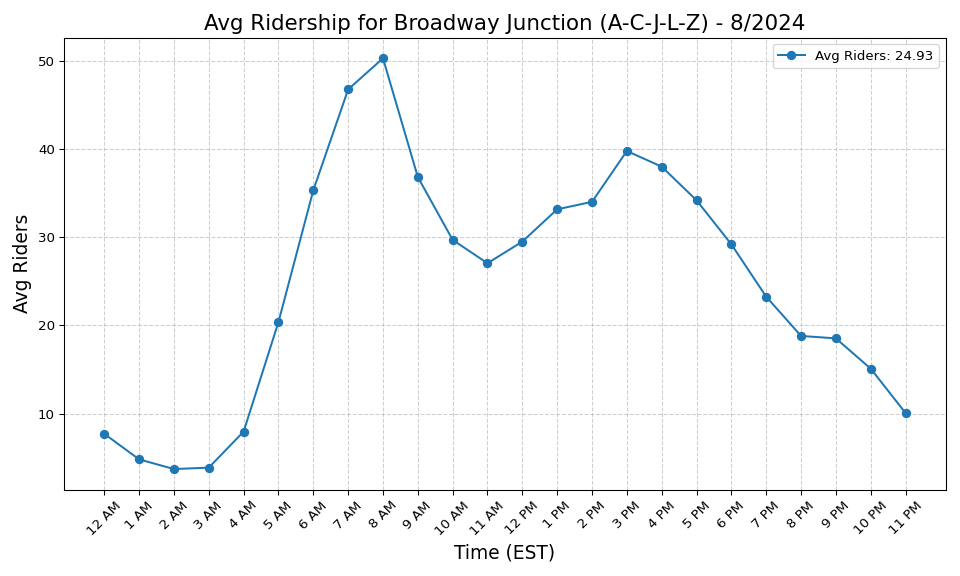 Avg Ridership for Broadway Junction (A-C-J-L-Z) - 8/2024
Avg Riders: 24.93
50
40
30
20
10
Avg Riders
12 AM
1 AM
2 AM
3 AM
4 AM
5 AM
6 AM
7 AM
8 AM
9 AM
10 AM
11 AM
12 PM
1 PM
2 PM
3 PM
4 PM
5 PM
6 PM
7 PM
8 PM
9 PM
10 PM
11 PM
Time (EST)